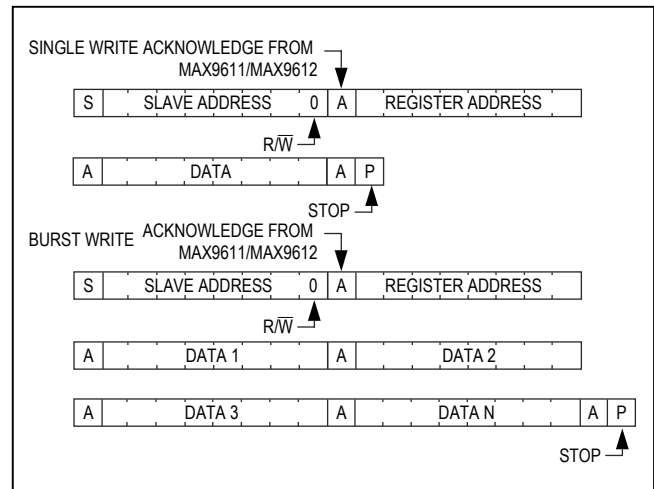 SINGLE WRITE ACKNOWLEDGE FROM
MAX9611/MAX9612
S SLAVE ADDRESS 0 A REGISTER ADDRESS
R/W̅
A DATA A P
STOP
BURST WRITE ACKNOWLEDGE FROM
MAX9611/MAX9612
S SLAVE ADDRESS 0 A REGISTER ADDRESS
R/W̅
A DATA 1 A DATA 2
A DATA 3 A DATA N A P
STOP